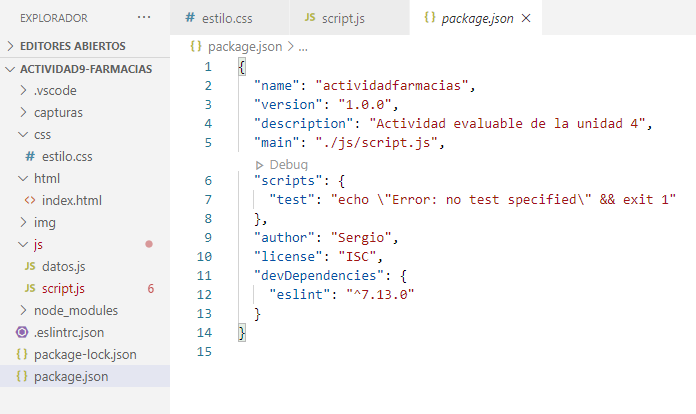 EXPLORADOR ...
EDITORES ABIERTOS
ACTIVIDAD9-FARMACIAS
.vscode
capturas
css
# estilo.css
html
<> index.html
img
js
JS datos.js
JS script.js 6
node_modules
.eslintrc.json
{} package-lock.json
{} package.json
# estilo.css JS script.js {} package.json ×
{} package.json > ...
1 {
2 "name": "actividadfarmacias",
3 "version": "1.0.0",
4 "description": "Actividad evaluable de la unidad 4",
5 "main": "./js/script.js",
Debug
6 "scripts": {
7 "test": "echo \"Error: no test specified\" && exit 1"
8 },
9 "author": "Sergio",
10 "license": "ISC",
11 "devDependencies": {
12 "eslint": "^7.13.0"
13 }
14 }
15